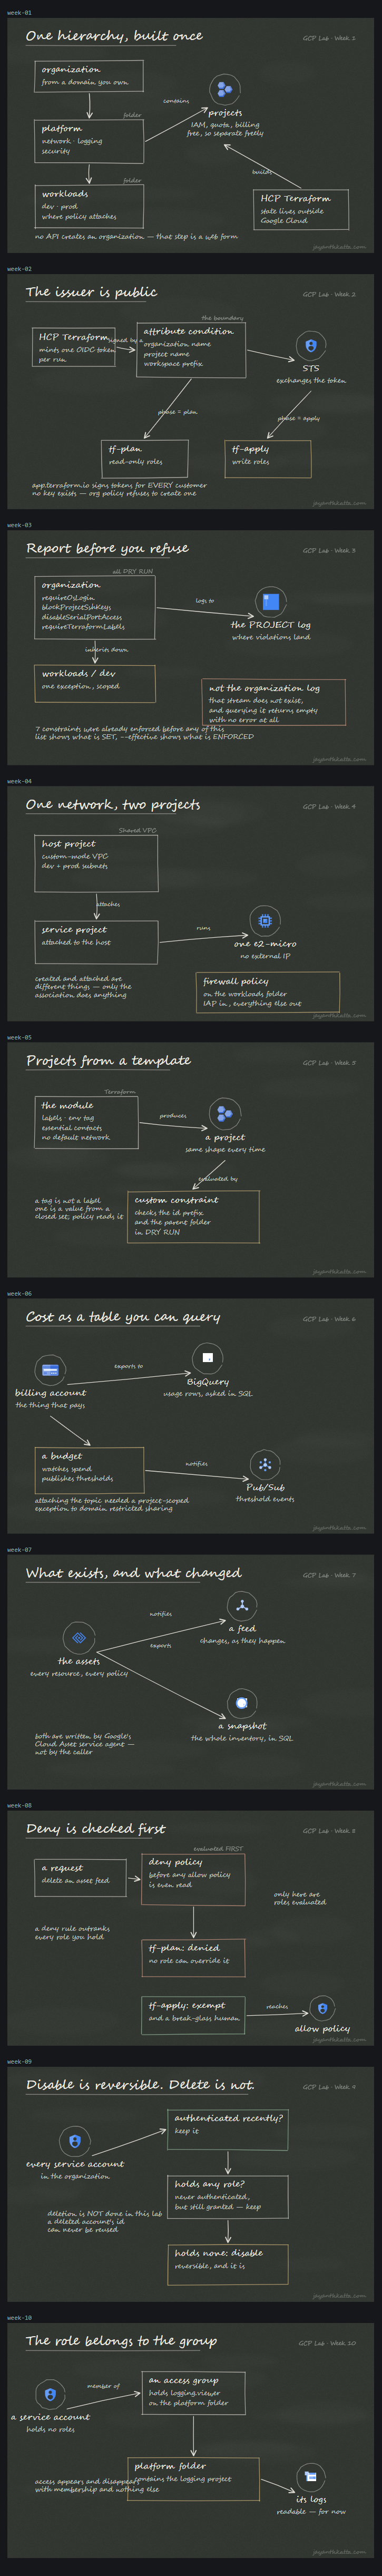 week-01
One hierarchy, built once
GCP Lab · Week 1
organization
from a domain you own
folder
platform
network · logging
security
folder
workloads
dev · prod
where policy attaches
contains
projects
IAM, quota, billing
free, so separate freely
builds
HCP Terraform
state lives outside
Google Cloud
no API creates an organization — that step is a web form
jayanthkatta.com
week-02
The issuer is public
GCP Lab · Week 2
HCP Terraform
mints one OIDC token
per run
signed by a
the boundary
attribute condition
organization name
project name
workspace prefix
STS
exchanges the token
phase = plan
phase = apply
tf-plan
read-only roles
tf-apply
write roles
app.terraform.io signs tokens for EVERY customer
no key exists — org policy refuses to create one
jayanthkatta.com
week-03
Report before you refuse
GCP Lab · Week 3
all DRY RUN
organization
requireOsLogin
blockProjectSshKeys
disableSerialPortAccess
requireTerraformLabels
logs to
the PROJECT log
where violations land
inherits down
workloads / dev
one exception, scoped
not the organization log
that stream does not exist,
and querying it returns empty
with no error at all
7 constraints were already enforced before any of this
list shows what is SET, --effective shows what is ENFORCED
jayanthkatta.com
week-04
One network, two projects
GCP Lab · Week 4
Shared VPC
host project
custom-mode VPC
dev + prod subnets
attaches
service project
attached to the host
runs
one e2-micro
no external IP
created and attached are
different things — only the
association does anything
firewall policy
on the workloads folder
IAP in, everything else out
jayanthkatta.com
week-05
Projects from a template
GCP Lab · Week 5
Terraform
the module
labels · env tag
essential contacts
no default network
produces
a project
same shape every time
evaluated by
a tag is not a label
one is a value from a
closed set; policy reads it
custom constraint
checks the id prefix
and the parent folder
in DRY RUN
jayanthkatta.com
week-06
Cost as a table you can query
GCP Lab · Week 6
billing account
the thing that pays
exports to
BigQuery
usage rows, asked in SQL
a budget
watches spend
publishes thresholds
notifies
Pub/Sub
threshold events
attaching the topic needed a project-scoped
exception to domain restricted sharing
jayanthkatta.com
week-07
What exists, and what changed
GCP Lab · Week 7
notifies
a feed
changes, as they happen
exports
the assets
every resource, every policy
a snapshot
the whole inventory, in SQL
both are written by Google's
Cloud Asset service agent —
not by the caller
jayanthkatta.com
week-08
Deny is checked first
GCP Lab · Week 8
evaluated FIRST
a request
delete an asset feed
deny policy
before any allow policy
is even read
only here are
roles evaluated
a deny rule outranks
every role you hold
tf-plan: denied
no role can override it
tf-apply: exempt
and a break-glass human
reaches
allow policy
jayanthkatta.com
week-09
Disable is reversible. Delete is not.
GCP Lab · Week 9
authenticated recently?
keep it
every service account
in the organization
holds any role?
never authenticated,
but still granted — keep
deletion is NOT done in this lab
a deleted account's id
can never be reused
holds none: disable
reversible, and it is
jayanthkatta.com
week-10
The role belongs to the group
GCP Lab · Week 10
a service account
holds no roles
member of
an access group
holds logging.viewer
on the platform folder
platform folder
contains the logging project
access appears and disappears
with membership and nothing else
its logs
readable — for now
jayanthkatta.com